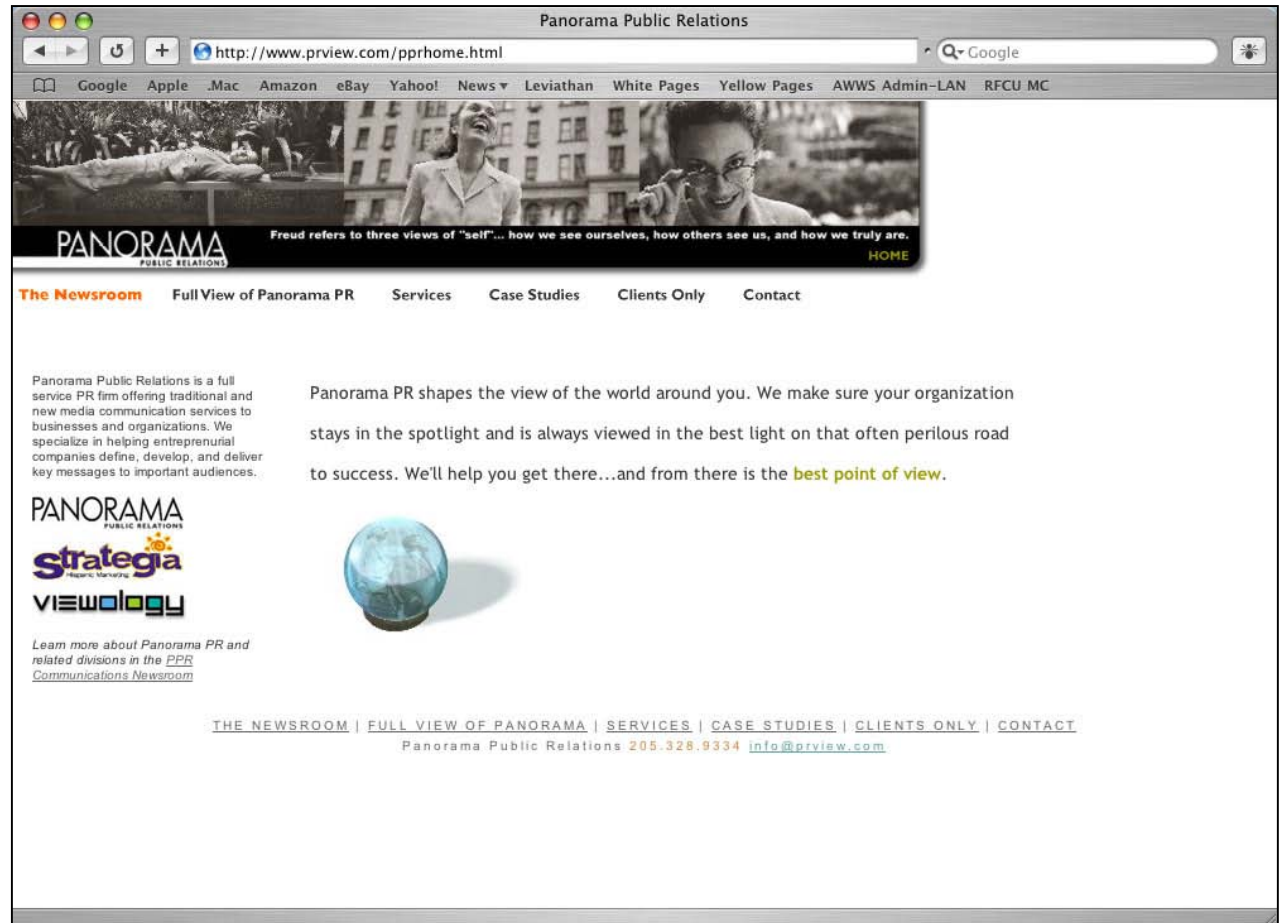 Panorama Public Relations
http://www.prview.com/pprhome.html
Google
Google Apple .Mac Amazon eBay Yahoo! News Leviathan White Pages Yellow Pages AWWS Admin-LAN RFCU MC
PANORAMA
PUBLIC RELATIONS
Freud refers to three views of "self"... how we see ourselves, how others see us, and how we truly are.
HOME
The Newsroom Full View of Panorama PR Services Case Studies Clients Only Contact
Panorama Public Relations is a full
service PR firm offering traditional and
new media communication services to
businesses and organizations. We
specialize in helping entreprenurial
companies define, develop, and deliver
key messages to important audiences.
Panorama PR shapes the view of the world around you. We make sure your organization
stays in the spotlight and is always viewed in the best light on that often perilous road
to success. We'll help you get there...and from there is the best point of view.
PANORAMA
PUBLIC RELATIONS
strategia
Hispanic Marketing
viewology
Learn more about Panorama PR and
related divisions in the PPR
Communications Newsroom
THE NEWSROOM | FULL VIEW OF PANORAMA | SERVICES | CASE STUDIES | CLIENTS ONLY | CONTACT
Panorama Public Relations 205.328.9334 info@prview.com